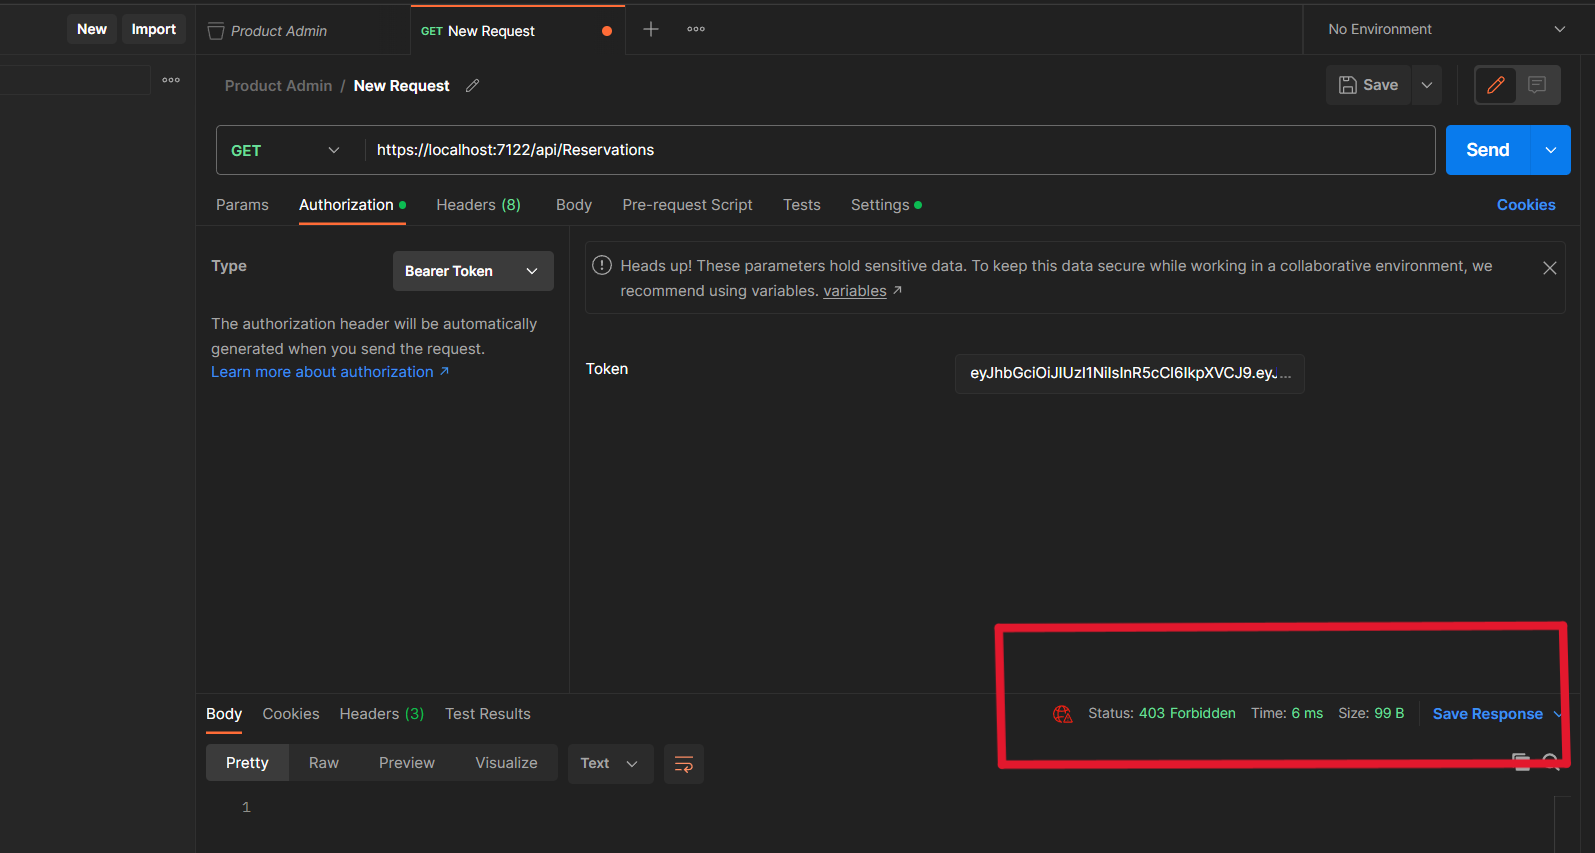 New Import Product Admin GET New Request No Environment
Product Admin / New Request Save
GET https://localhost:7122/api/Reservations Send
Params Authorization Headers (8) Body Pre-request Script Tests Settings Cookies
Type Bearer Token
Heads up! These parameters hold sensitive data. To keep this data secure while working in a collaborative environment, we
recommend using variables. variables
The authorization header will be automatically
generated when you send the request.
Learn more about authorization
Token eyJhbGciOiJIUzI1NiIsInR5cCI6IkpXVCJ9.eyJ...
Body Cookies Headers (3) Test Results Status: 403 Forbidden Time: 6 ms Size: 99 B Save Response
Pretty Raw Preview Visualize Text
1